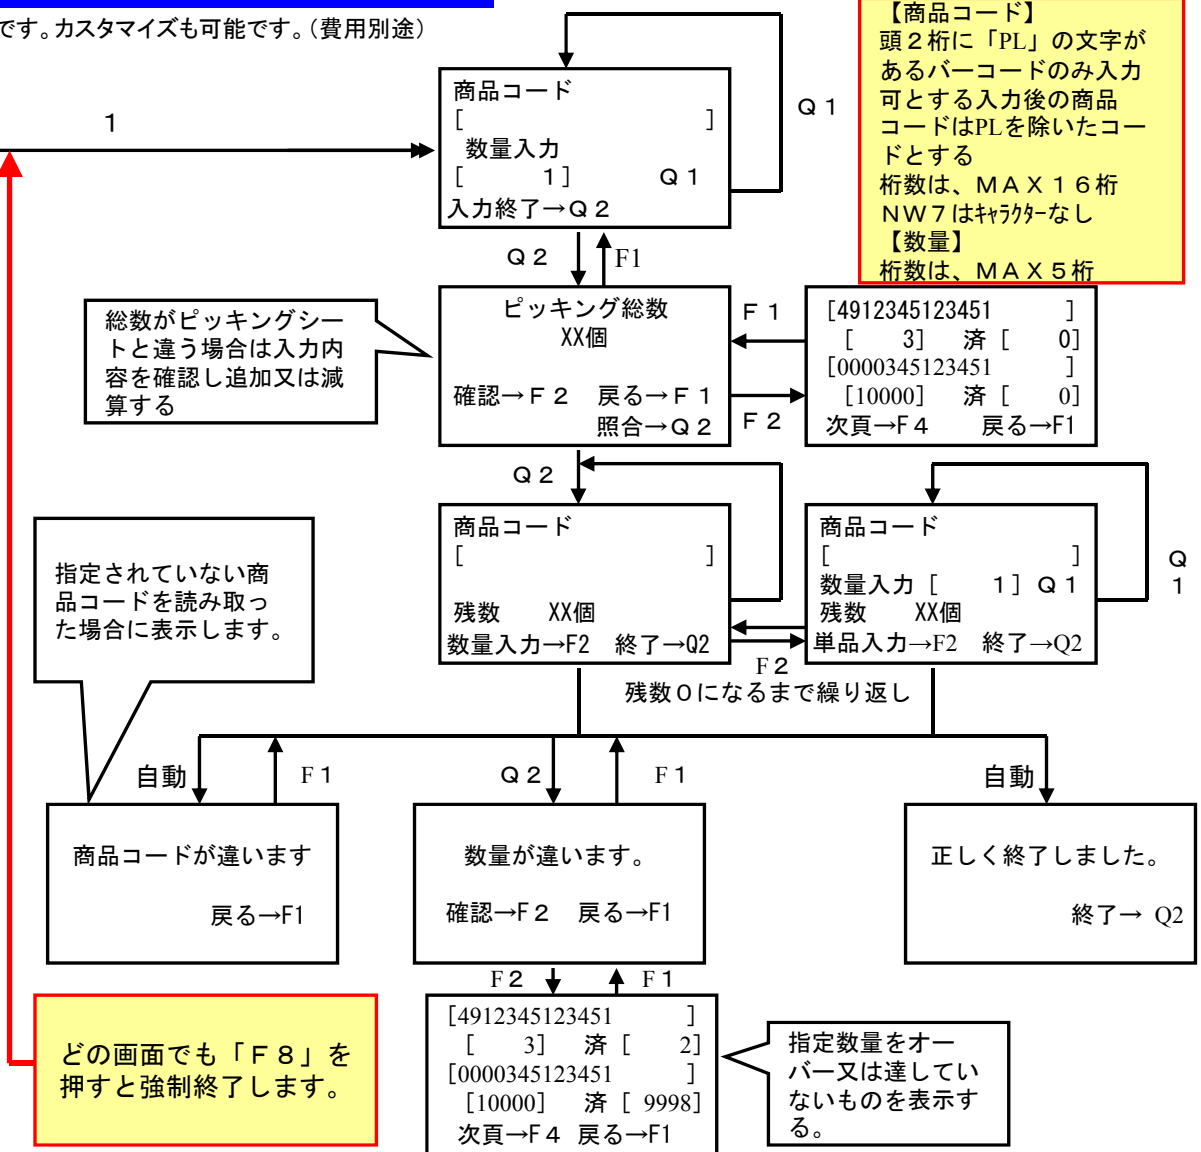 です。カスタマイズも可能です。（費用別途）
【商品コード】
頭２桁に「PL」の文字が
あるバーコードのみ入力
可とする入力後の商品
コードはPLを除いたコー
ドとする
桁数は、ＭＡＸ１６桁
ＮＷ７はｷｬﾗｸﾀｰなし
【数量】
桁数は、ＭＡＸ５桁
1
商品コード
[ ]
数量入力
[ 1] Ｑ１
入力終了→Ｑ２
Ｑ１
Ｑ２
F1
総数がピッキングシー
トと違う場合は入力内
容を確認し追加又は減
算する
ピッキング総数
XX個
確認→Ｆ２ 戻る→Ｆ１
照合→Ｑ２
Ｆ１
Ｆ２
[4912345123451 ]
[ 3] 済[ 0]
[0000345123451 ]
[10000] 済[ 0]
次頁→F４ 戻る→F1
Ｑ２
商品コード
[ ]
残数 XX個
数量入力→F2 終了→Q2
F２
商品コード
[ ]
数量入力[ 1]Ｑ１
残数 XX個
単品入力→F2 終了→Q2
Ｑ
１
残数０になるまで繰り返し
指定されていない商
品コードを読み取っ
た場合に表示します。
自動
F１
Ｑ２
F１
自動
商品コードが違います
戻る→F1
数量が違います。
確認→F２ 戻る→F1
正しく終了しました。
終了→ Q2
F２
F１
どの画面でも「Ｆ８」を
押すと強制終了します。
[4912345123451 ]
[ 3] 済[ 2]
[0000345123451 ]
[10000] 済[ 9998]
次頁→F４ 戻る→F1
指定数量をオー
バー又は達してい
ないものを表示す
る。